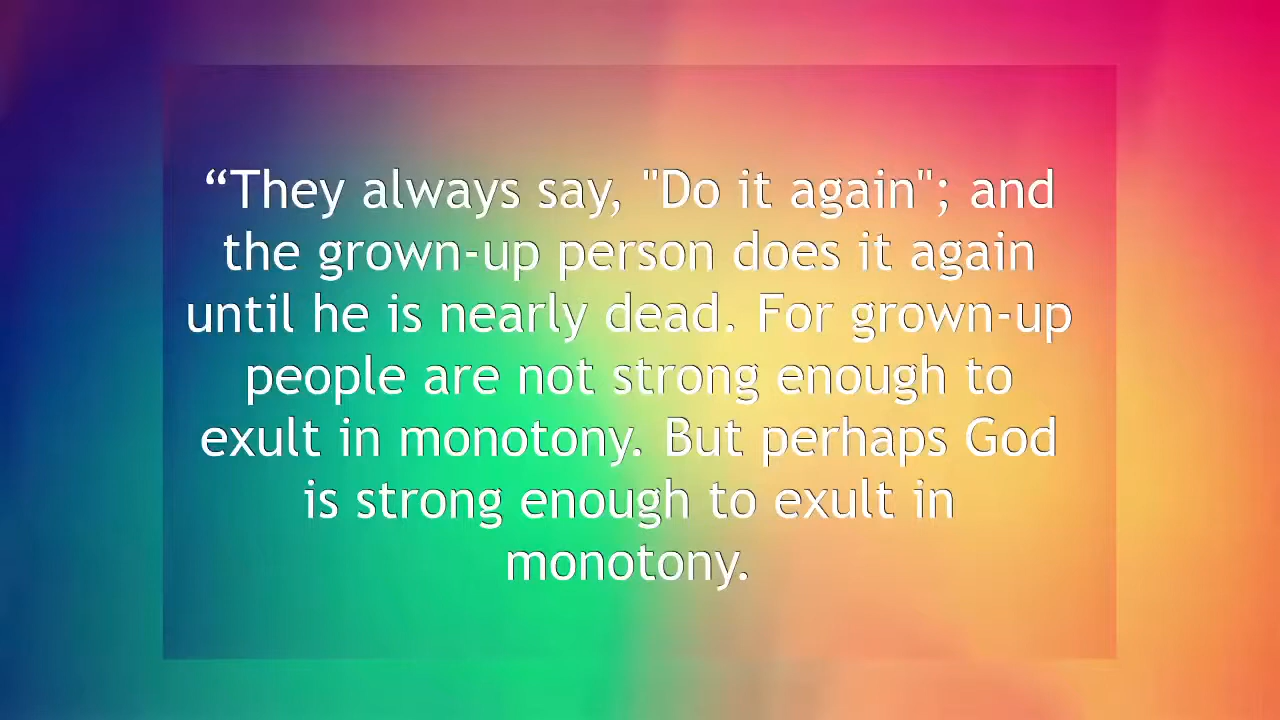 “They always say, "Do it again"; and
the grown-up person does it again
until he is nearly dead. For grown-up
people are not strong enough to
exult in monotony. But perhaps God
is strong enough to exult in
monotony.